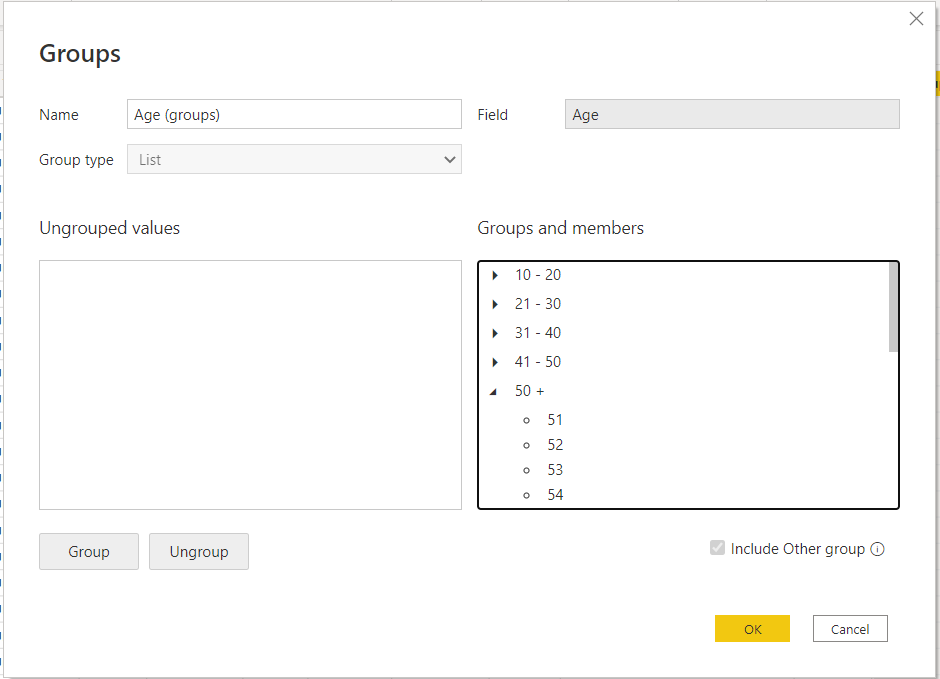 Groups
Name
Age (groups)
Field
Age
Group type
List
Ungrouped values
Groups and members
10 - 20
21 - 30
31 - 40
41 - 50
50 +
51
52
53
54
Group
Ungroup
Include Other group
OK
Cancel